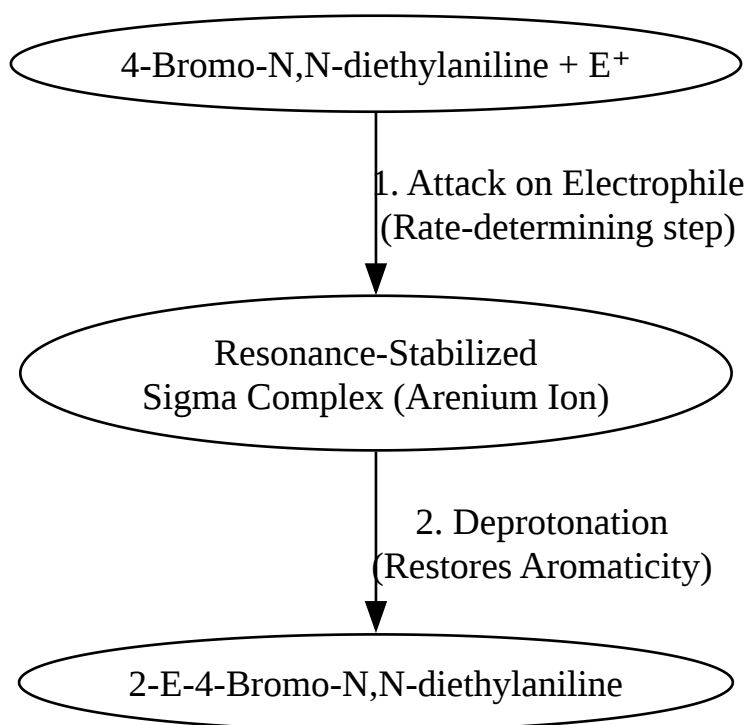 4-Bromo-N,N-diethylaniline + E⁺
1. Attack on Electrophile
(Rate-determining step)
Resonance-Stabilized
Sigma Complex (Arenium Ion)
2. Deprotonation
(Restores Aromaticity)
2-E-4-Bromo-N,N-diethylaniline